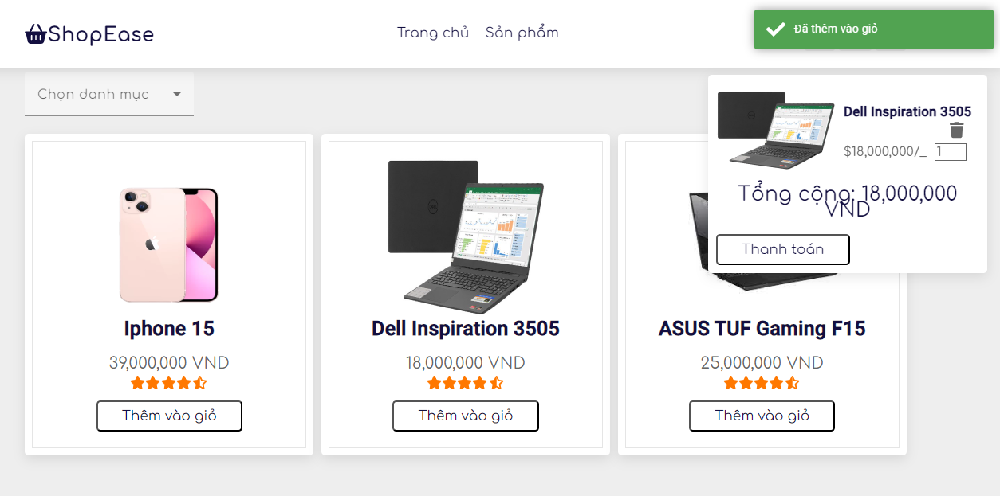 ShopEase
Trang chủ
Sản phẩm
Đã thêm vào giỏ
Chọn danh mục
Dell Inspiration 3505
$18,000,000/_
1
Tổng cộng: 18,000,000
VND
Thanh toán
Iphone 15
39,000,000 VND
Thêm vào giỏ
Dell Inspiration 3505
18,000,000 VND
Thêm vào giỏ
ASUS TUF Gaming F15
25,000,000 VND
Thêm vào giỏ